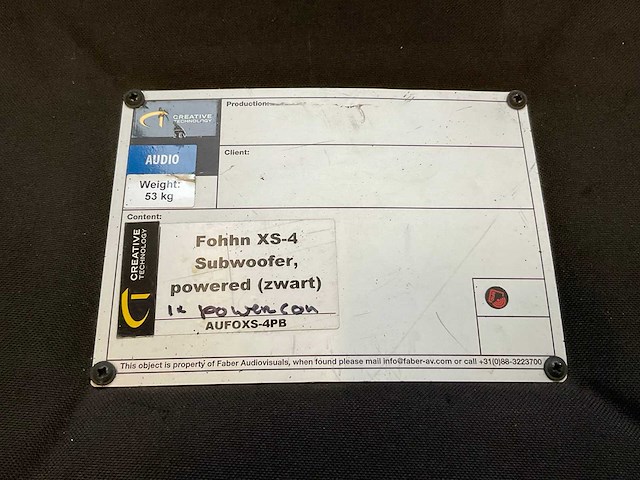 CREATIVE
TECHNOLOGY
Production:
AUDIO
Client:
Weight:
53 kg
Content:
CREATIVE
TECHNOLOGY
Fohhn XS-4
Subwoofer,
powered (zwart)
1x powercon
AUFOXS-4PB
This object is property of Faber Audiovisuals, when found please mail info@faber-av.com or call +31(0)88-3223700